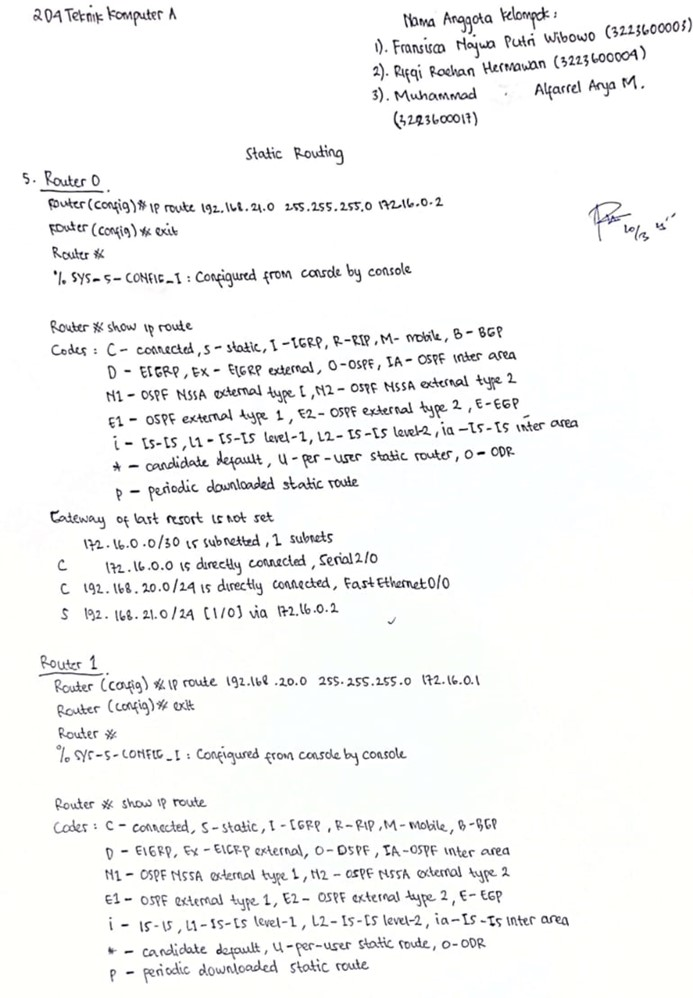 2D4 Teknik Komputer A
Nama Anggota Kelompok :
1). Fransisca Najwa Putri Wibowo (3223600003)
2). Rifqi Raehan Hermawan (3223600004)
3). Muhammad Alfarrel Arya M.
(3223600017)
Static Routing
5. Router 0
Router (config) # IP route 192.168.21.0 255.255.255.0 172.16.0.2
Router (config) # exit
Router #
% SYS-5-CONFIG_I : Configured from console by console
Router # show ip route
Codes : C - connected, S - static, I - IGRP, R - RIP, M - mobile, B - BGP
D - EIGRP, EX - EIGRP external, O - OSPF, IA - OSPF inter area
N1 - OSPF NSSA external type 1, N2 - OSPF NSSA external type 2
E1 - OSPF external type 1, E2 - OSPF external type 2, E - EGP
i - IS-IS, L1 - IS-IS level-1, L2 - IS-IS level-2, ia - IS-IS inter area
* - candidate default, U - per-user static router, O - ODR
P - periodic downloaded static route
Gateway of last resort is not set
172.16.0.0/30 is subnetted, 1 subnets
C 172.16.0.0 is directly connected, Serial 2/0
C 192.168.20.0/24 is directly connected, FastEthernet0/0
S 192.168.21.0/24 [1/0] via 172.16.0.2
Router 1
Router (config) # IP route 192.168.20.0 255.255.255.0 172.16.0.1
Router (config) # exit
Router #
% SYS-5-CONFIG_I : Configured from console by console
Router # show IP route
Codes : C - connected, S - static, I - IGRP, R - RIP, M - mobile, B - BGP
D - EIGRP, EX - EIGRP external, O - OSPF, IA - OSPF inter area
N1 - OSPF NSSA external type 1, N2 - OSPF NSSA external type 2
E1 - OSPF external type 1, E2 - OSPF external type 2, E - EGP
i - IS-IS, L1 - IS-IS level-1, L2 - IS-IS level-2, ia - IS-IS inter area
* - candidate default, U - per-user static route, O - ODR
P - periodic downloaded static route